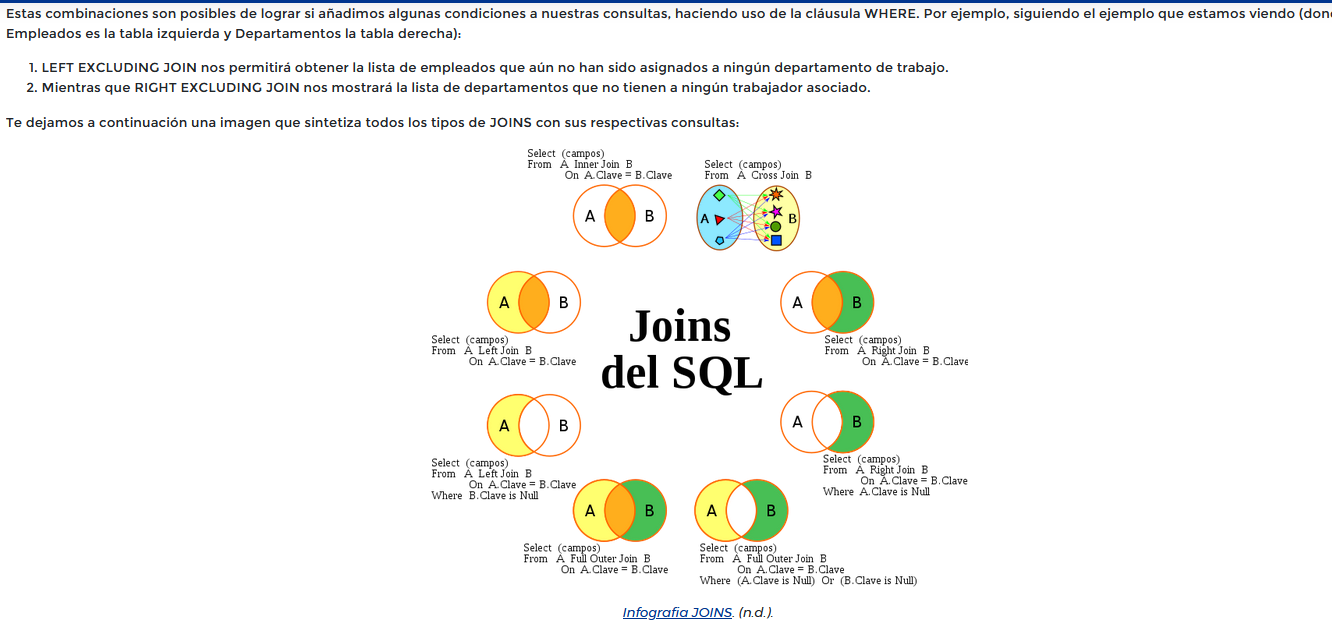 Estas combinaciones son posibles de lograr si añadimos algunas condiciones a nuestras consultas, haciendo uso de la cláusula WHERE. Por ejemplo, siguiendo el ejemplo que estamos viendo
Empleados es la tabla izquierda y Departamentos la tabla derecha):
1. LEFT EXCLUDING JOIN nos permitirá obtener la lista de empleados que aún no han sido asignados a ningún departamento de trabajo.
2. Mientras que RIGHT EXCLUDING JOIN nos mostrará la lista de departamentos que no tienen a ningún trabajador asociado.
Te dejamos a continuación una imagen que sintetiza todos los tipos de JOINS con sus respectivas consultas:
Select (campos)
From A Inner Join B
On A.Clave = B.Clave
A B
Select (campos)
From A Cross Join B
A B
A B
Select (campos)
From A Left Join B
On A.Clave = B.Clave
Joins
del SQL
A B
Select (campos)
From A Right Join B
On A.Clave = B.Clave
A B
Select (campos)
From A Left Join B
On A.Clave = B.Clave
Where B.Clave is Null
A B
Select (campos)
From A Right Join B
On A.Clave = B.Clave
Where A.Clave is Null
A B
Select (campos)
From A Full Outer Join B
On A.Clave = B.Clave
A B
Select (campos)
From A Full Outer Join B
On A.Clave = B.Clave
Where (A.Clave is Null) Or (B.Clave is Null)
Infografia JOINS. (n.d.).